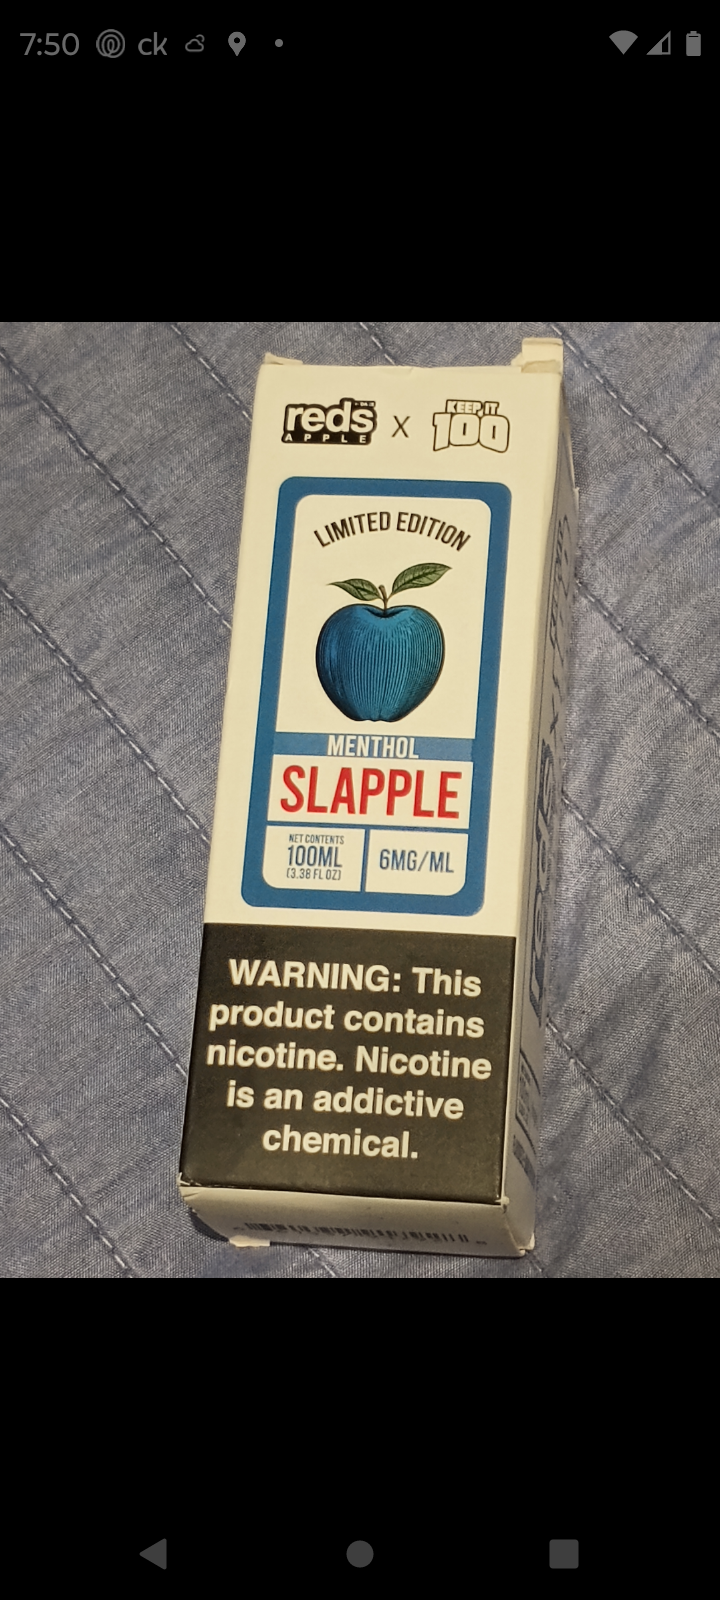 7:50 ck
reds X KEEP IT
APPLE 100
LIMITED EDITION
MENTHOL
SLAPPLE
NET CONTENTS
100ML 6MG/ML
(3.38 FL OZ)
WARNING: This
product contains
nicotine. Nicotine
is an addictive
chemical.